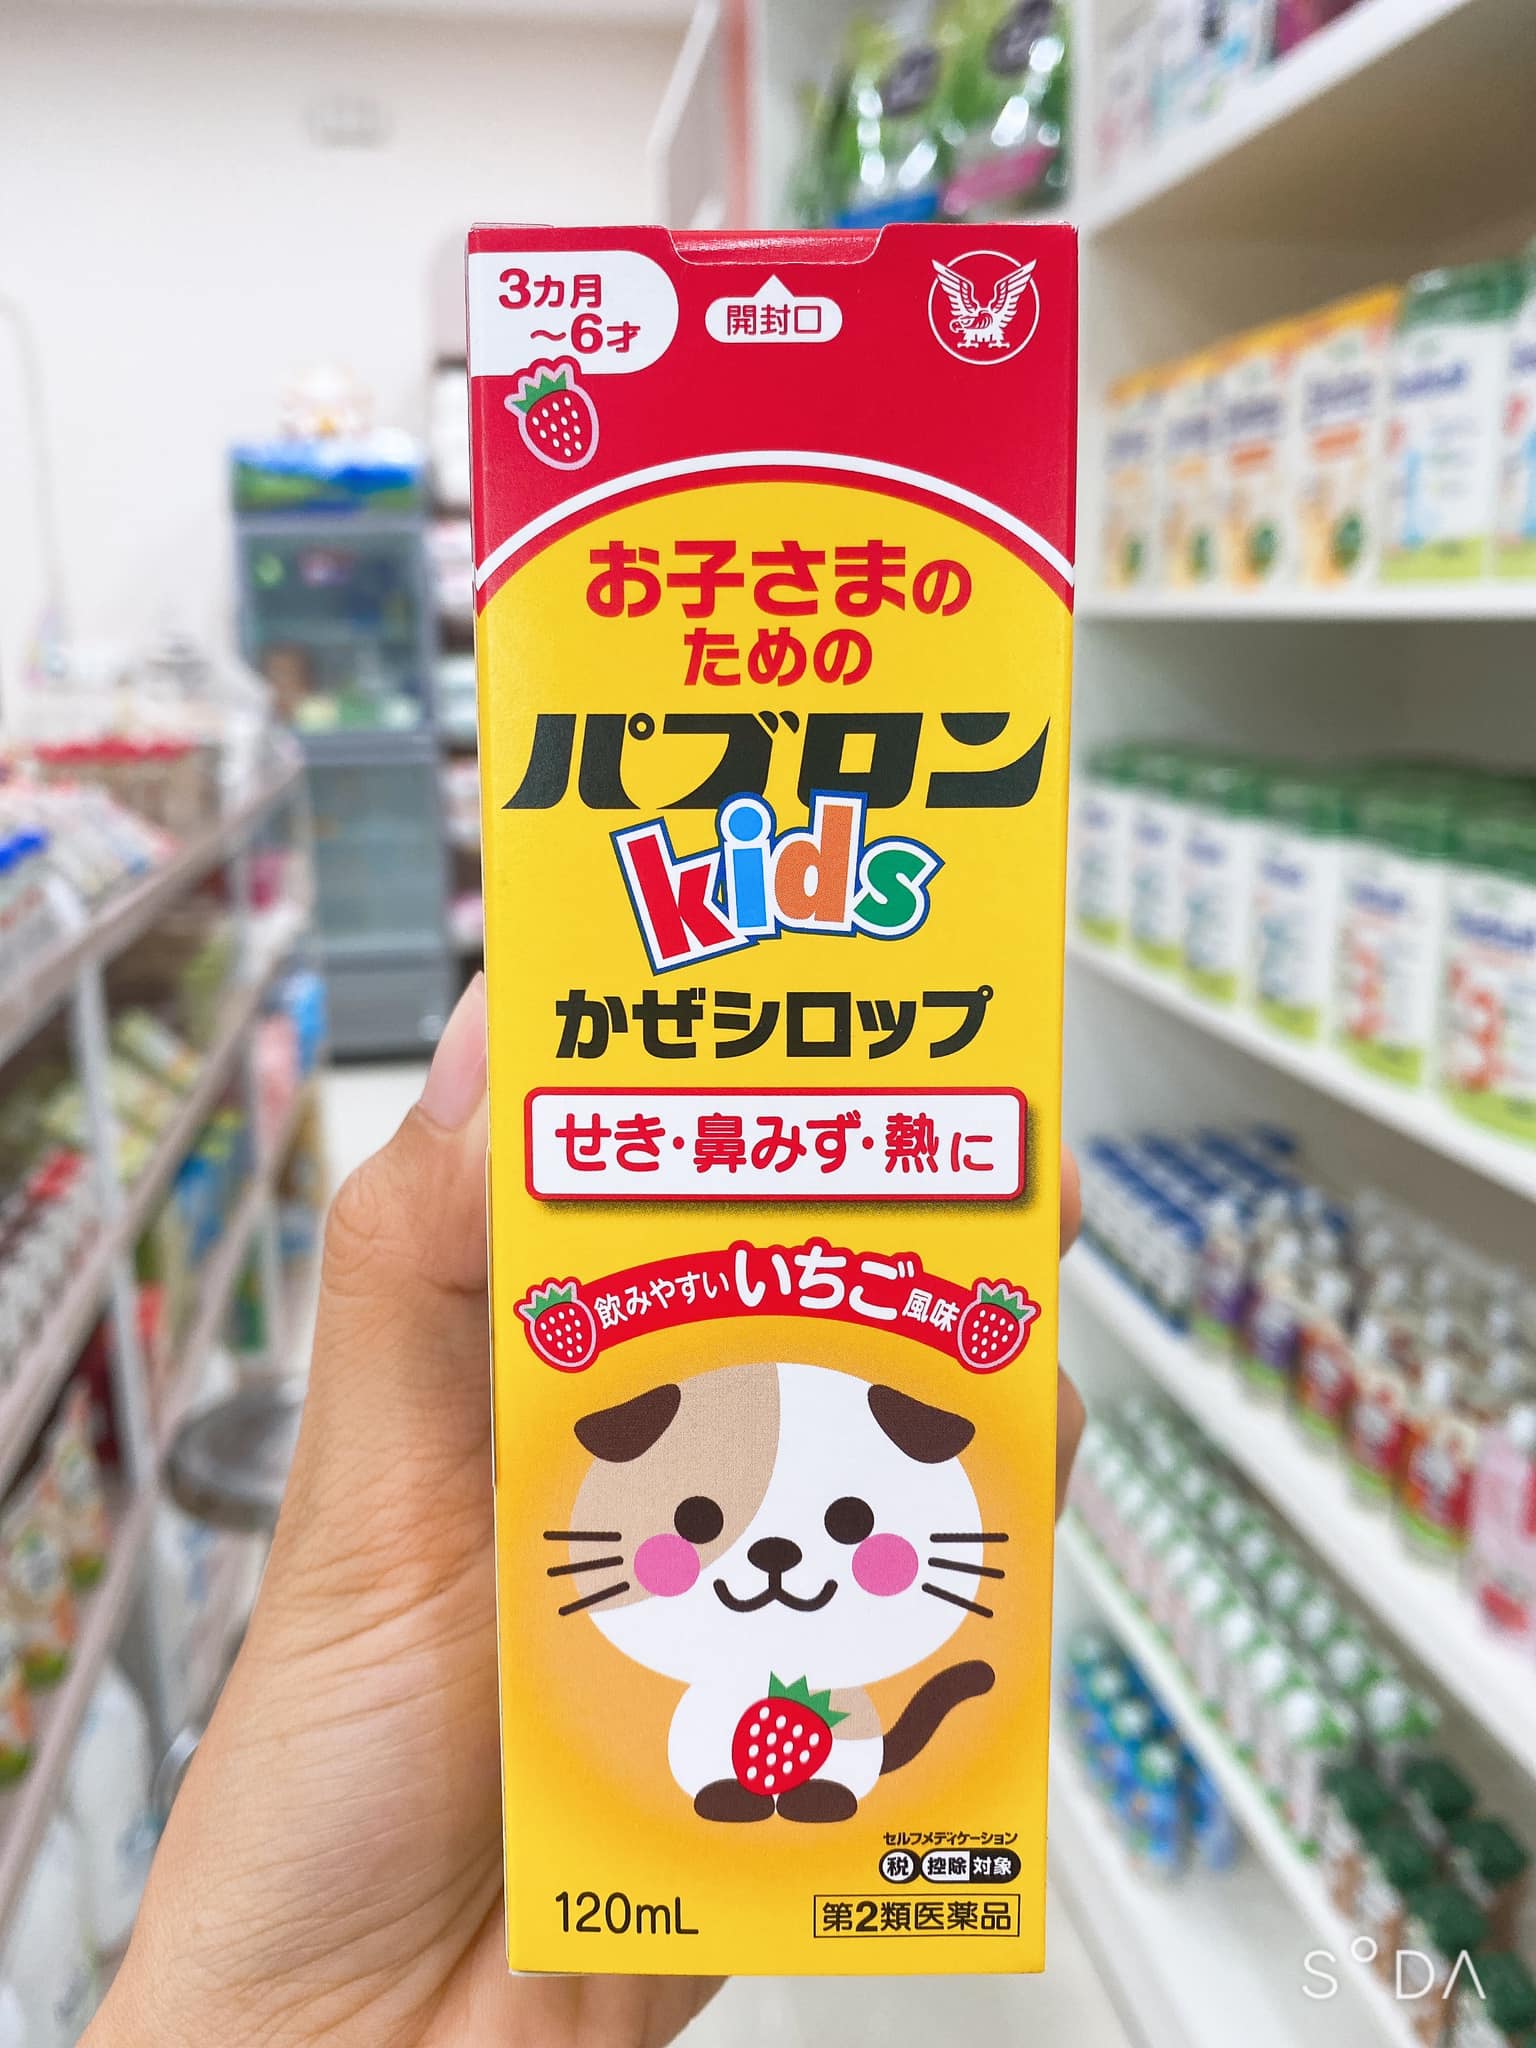 3カ月
～6才
開封口
お子さまの
ための
パブロン
kids
かぜシロップ
せき・鼻みず・熱に
飲みやすいいちご風味
セルフメディケーション
税 控除 対象
120mL
第2類医薬品
SODA